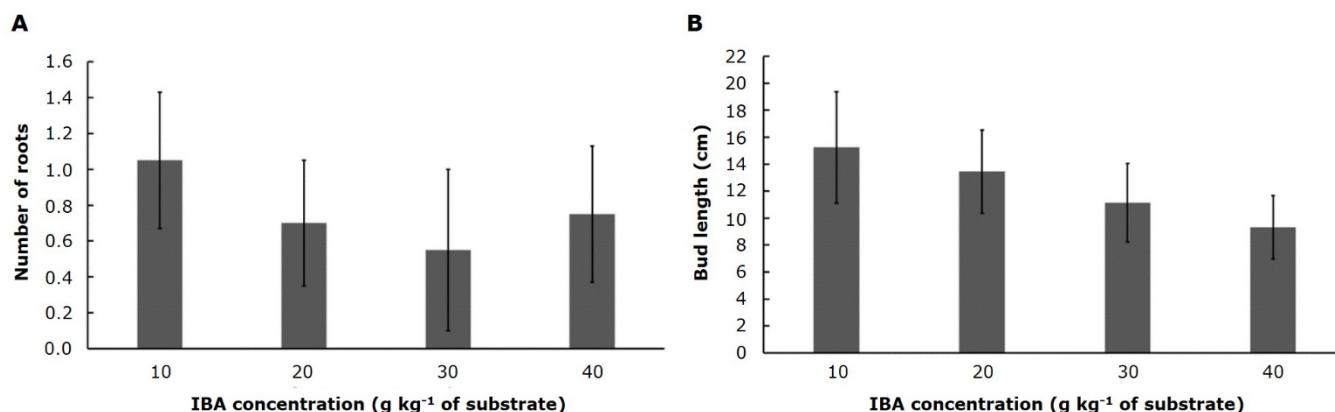 A
Number of roots
1.6
1.4
1.2
1.0
0.8
0.6
0.4
0.2
0.0
10 20 30 40
IBA concentration (g kg⁻¹ of substrate)
B
Bud length (cm)
22
20
18
16
14
12
10
8
6
4
2
0
10 20 30 40
IBA concentration (g kg⁻¹ of substrate)